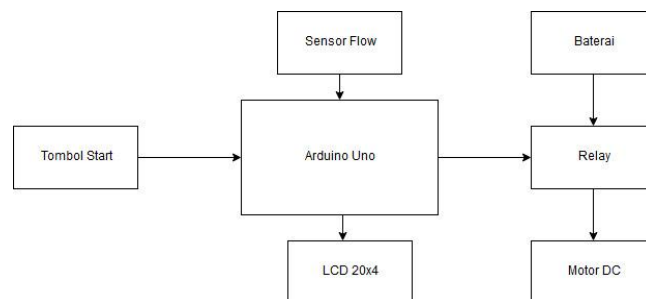 Sensor Flow
Baterai
Tombol Start
Arduino Uno
Relay
LCD 20x4
Motor DC